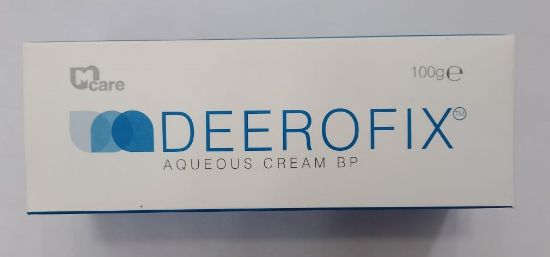 Mcare
100g℮
DEEROFIX™
AQUEOUS CREAM BP